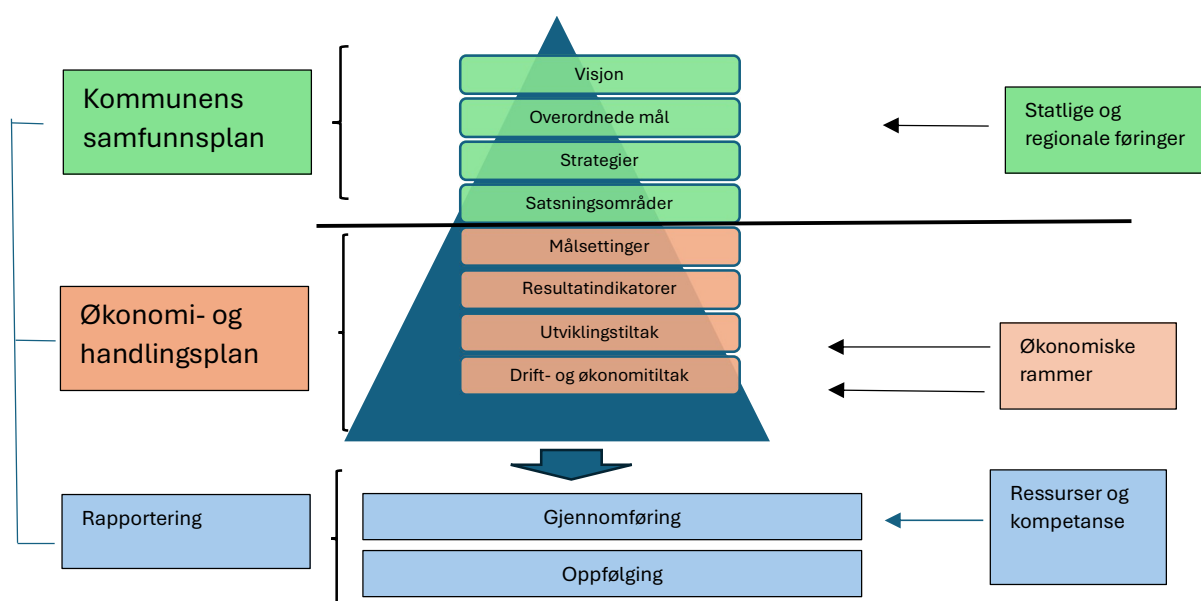 Visjon
Kommunens
samfunnsplan
Overordnede mål
Statlige og
regionale føringer
Strategier
Satsningsområder
Målsettinger
Resultatindikatorer
Økonomi- og
handlingsplan
Utviklingstiltak
Økonomiske
rammer
Drift- og økonomitiltak
Rapportering
Gjennomføring
Ressurser og
kompetanse
Oppfølging